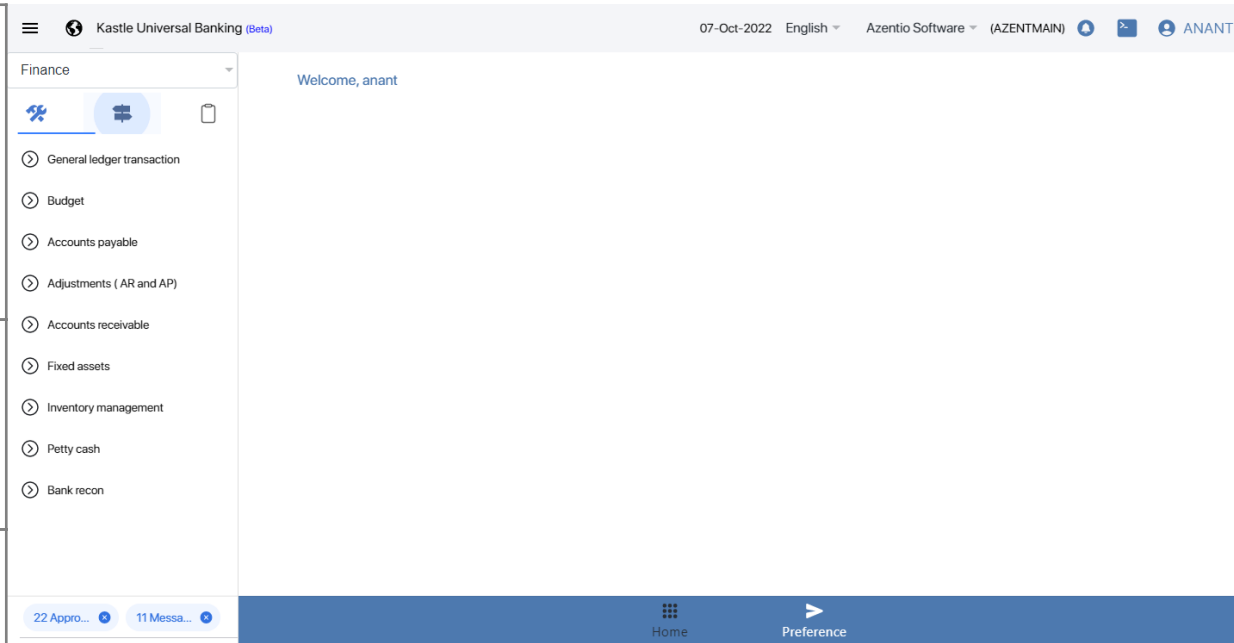 Kastle Universal Banking (Beta)
07-Oct-2022 English Azentio Software (AZENTMAIN) ANANT
Finance
Welcome, anant
General ledger transaction
Budget
Accounts payable
Adjustments ( AR and AP)
Accounts receivable
Fixed assets
Inventory management
Petty cash
Bank recon
22 Appro... 11 Messa...
Home Preference